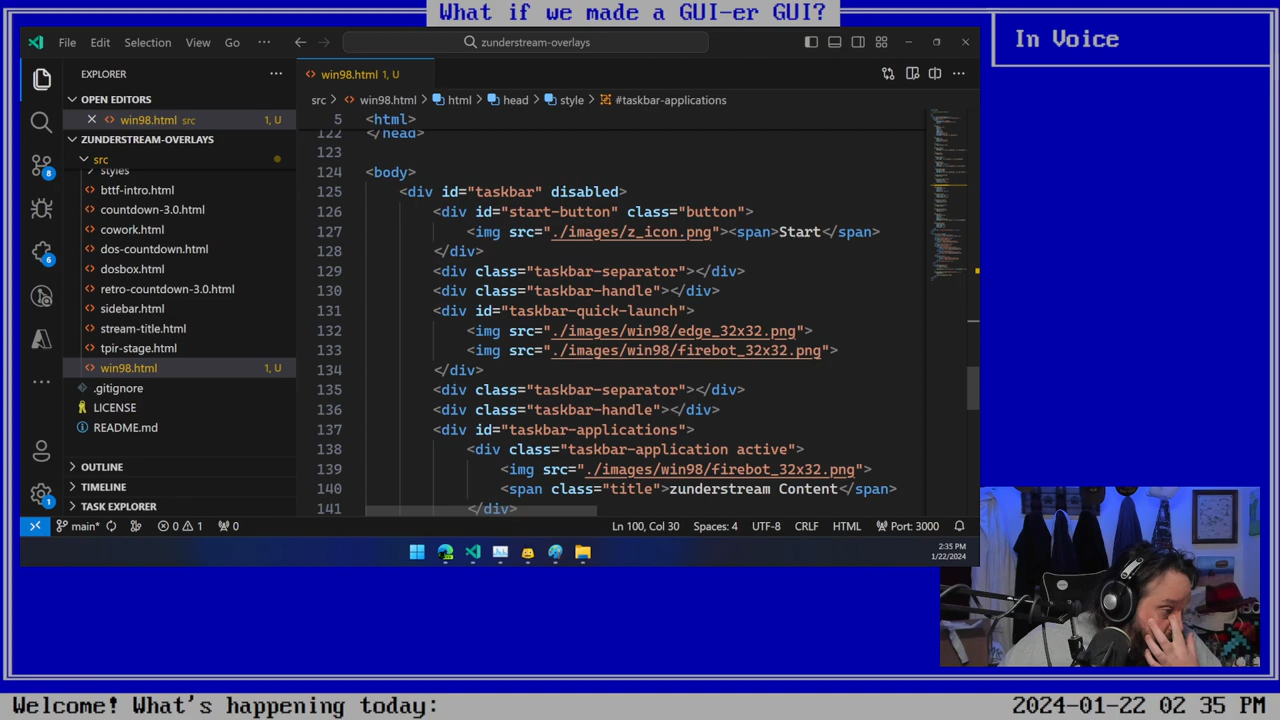 What if we made a GUI-er GUI?
In Voice
File Edit Selection View Go ··· zunderstream-overlays
EXPLORER
OPEN EDITORS
win98.html src 1, U
ZUNDERSTREAM-OVERLAYS
src
styles
bttf-intro.html
countdown-3.0.html
cowork.html
dos-countdown.html
dosbox.html
retro-countdown-3.0.html
sidebar.html
stream-title.html
tpir-stage.html
win98.html 1, U
.gitignore
LICENSE
README.md
OUTLINE
TIMELINE
TASK EXPLORER
8
6
1
win98.html 1, U
src > win98.html > html > head > style > #taskbar-applications
5 <html>
122 </head>
123
124 <body>
125 <div id="taskbar" disabled>
126 <div id="start-button" class="button">
127 <img src="./images/z_icon.png"><span>Start</span>
128 </div>
129 <div class="taskbar-separator"></div>
130 <div class="taskbar-handle"></div>
131 <div id="taskbar-quick-launch">
132 <img src="./images/win98/edge_32x32.png">
133 <img src="./images/win98/firebot_32x32.png">
134 </div>
135 <div class="taskbar-separator"></div>
136 <div class="taskbar-handle"></div>
137 <div id="taskbar-applications">
138 <div class="taskbar-application active">
139 <img src="./images/win98/firebot_32x32.png">
140 <span class="title">zunderstream Content</span>
141 </div>
main* 0 1 0 Ln 100, Col 30 Spaces: 4 UTF-8 CRLF HTML Port: 3000
2:35 PM
1/22/2024
Welcome! What's happening today: 2024-01-22 02 35 PM